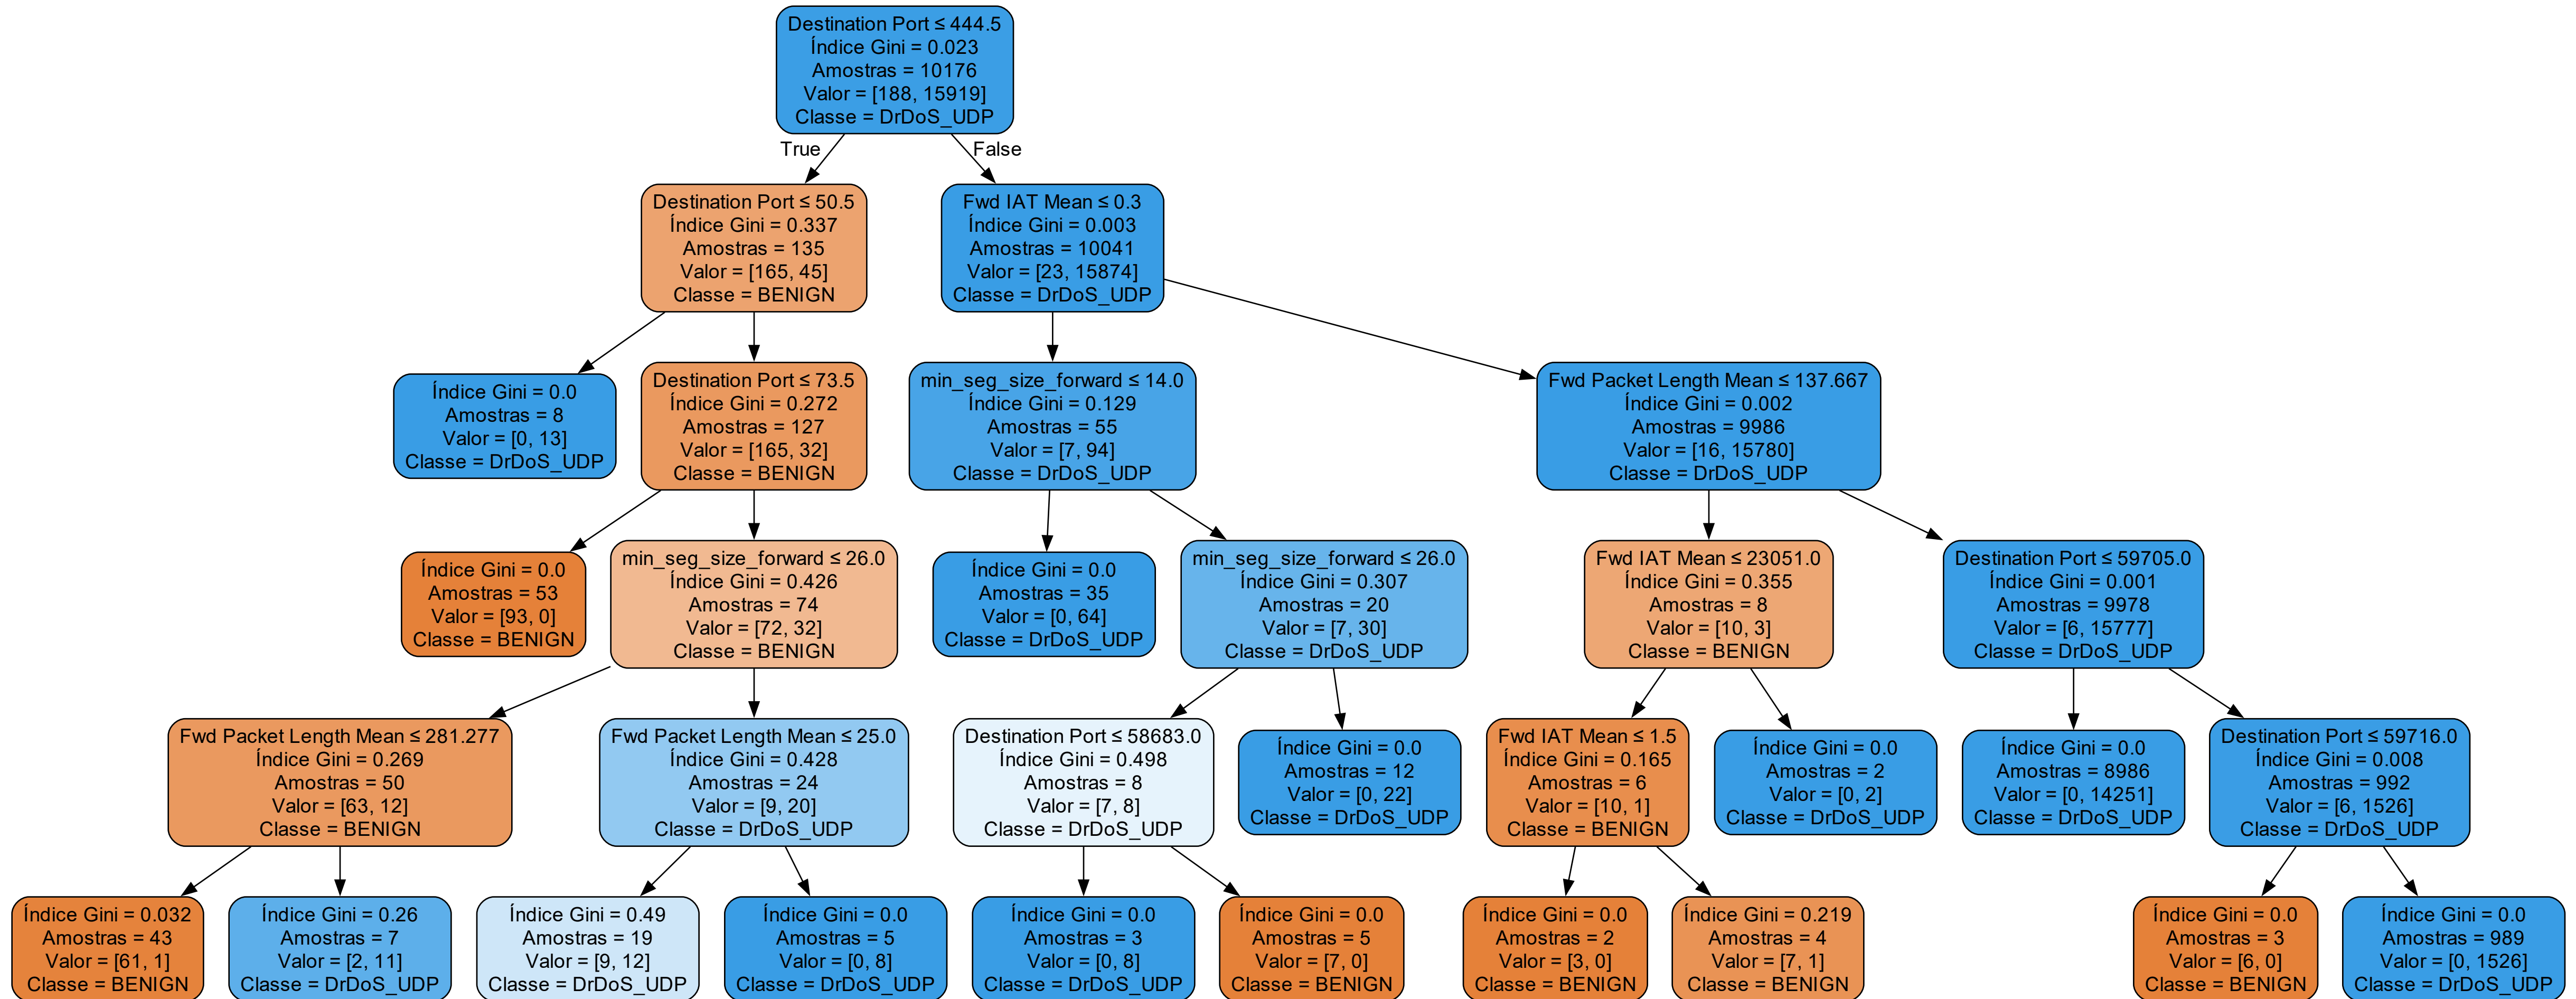 Destination Port ≤ 444.5
Índice Gini = 0.023
Amostras = 10176
Valor = [188, 15919]
Classe = DrDoS_UDP
True
False
Destination Port ≤ 50.5
Índice Gini = 0.337
Amostras = 135
Valor = [165, 45]
Classe = BENIGN
Fwd IAT Mean ≤ 0.3
Índice Gini = 0.003
Amostras = 10041
Valor = [23, 15874]
Classe = DrDoS_UDP
Índice Gini = 0.0
Amostras = 8
Valor = [0, 13]
Classe = DrDoS_UDP
Destination Port ≤ 73.5
Índice Gini = 0.272
Amostras = 127
Valor = [165, 32]
Classe = BENIGN
min_seg_size_forward ≤ 14.0
Índice Gini = 0.129
Amostras = 55
Valor = [7, 94]
Classe = DrDoS_UDP
Fwd Packet Length Mean ≤ 137.667
Índice Gini = 0.002
Amostras = 9986
Valor = [16, 15780]
Classe = DrDoS_UDP
Índice Gini = 0.0
Amostras = 53
Valor = [93, 0]
Classe = BENIGN
min_seg_size_forward ≤ 26.0
Índice Gini = 0.426
Amostras = 74
Valor = [72, 32]
Classe = BENIGN
Índice Gini = 0.0
Amostras = 35
Valor = [0, 64]
Classe = DrDoS_UDP
min_seg_size_forward ≤ 26.0
Índice Gini = 0.307
Amostras = 20
Valor = [7, 30]
Classe = DrDoS_UDP
Fwd IAT Mean ≤ 23051.0
Índice Gini = 0.355
Amostras = 8
Valor = [10, 3]
Classe = BENIGN
Destination Port ≤ 59705.0
Índice Gini = 0.001
Amostras = 9978
Valor = [6, 15777]
Classe = DrDoS_UDP
Fwd Packet Length Mean ≤ 281.277
Índice Gini = 0.269
Amostras = 50
Valor = [63, 12]
Classe = BENIGN
Fwd Packet Length Mean ≤ 25.0
Índice Gini = 0.428
Amostras = 24
Valor = [9, 20]
Classe = DrDoS_UDP
Destination Port ≤ 58683.0
Índice Gini = 0.498
Amostras = 8
Valor = [7, 8]
Classe = DrDoS_UDP
Índice Gini = 0.0
Amostras = 12
Valor = [0, 22]
Classe = DrDoS_UDP
Fwd IAT Mean ≤ 1.5
Índice Gini = 0.165
Amostras = 6
Valor = [10, 1]
Classe = BENIGN
Índice Gini = 0.0
Amostras = 2
Valor = [0, 2]
Classe = DrDoS_UDP
Índice Gini = 0.0
Amostras = 8986
Valor = [0, 14251]
Classe = DrDoS_UDP
Destination Port ≤ 59716.0
Índice Gini = 0.008
Amostras = 992
Valor = [6, 1526]
Classe = DrDoS_UDP
Índice Gini = 0.032
Amostras = 43
Valor = [61, 1]
Classe = BENIGN
Índice Gini = 0.26
Amostras = 7
Valor = [2, 11]
Classe = DrDoS_UDP
Índice Gini = 0.49
Amostras = 19
Valor = [9, 12]
Classe = DrDoS_UDP
Índice Gini = 0.0
Amostras = 5
Valor = [0, 8]
Classe = DrDoS_UDP
Índice Gini = 0.0
Amostras = 3
Valor = [0, 8]
Classe = DrDoS_UDP
Índice Gini = 0.0
Amostras = 5
Valor = [7, 0]
Classe = BENIGN
Índice Gini = 0.0
Amostras = 2
Valor = [3, 0]
Classe = BENIGN
Índice Gini = 0.219
Amostras = 4
Valor = [7, 1]
Classe = BENIGN
Índice Gini = 0.0
Amostras = 3
Valor = [6, 0]
Classe = BENIGN
Índice Gini = 0.0
Amostras = 989
Valor = [0, 1526]
Classe = DrDoS_UDP